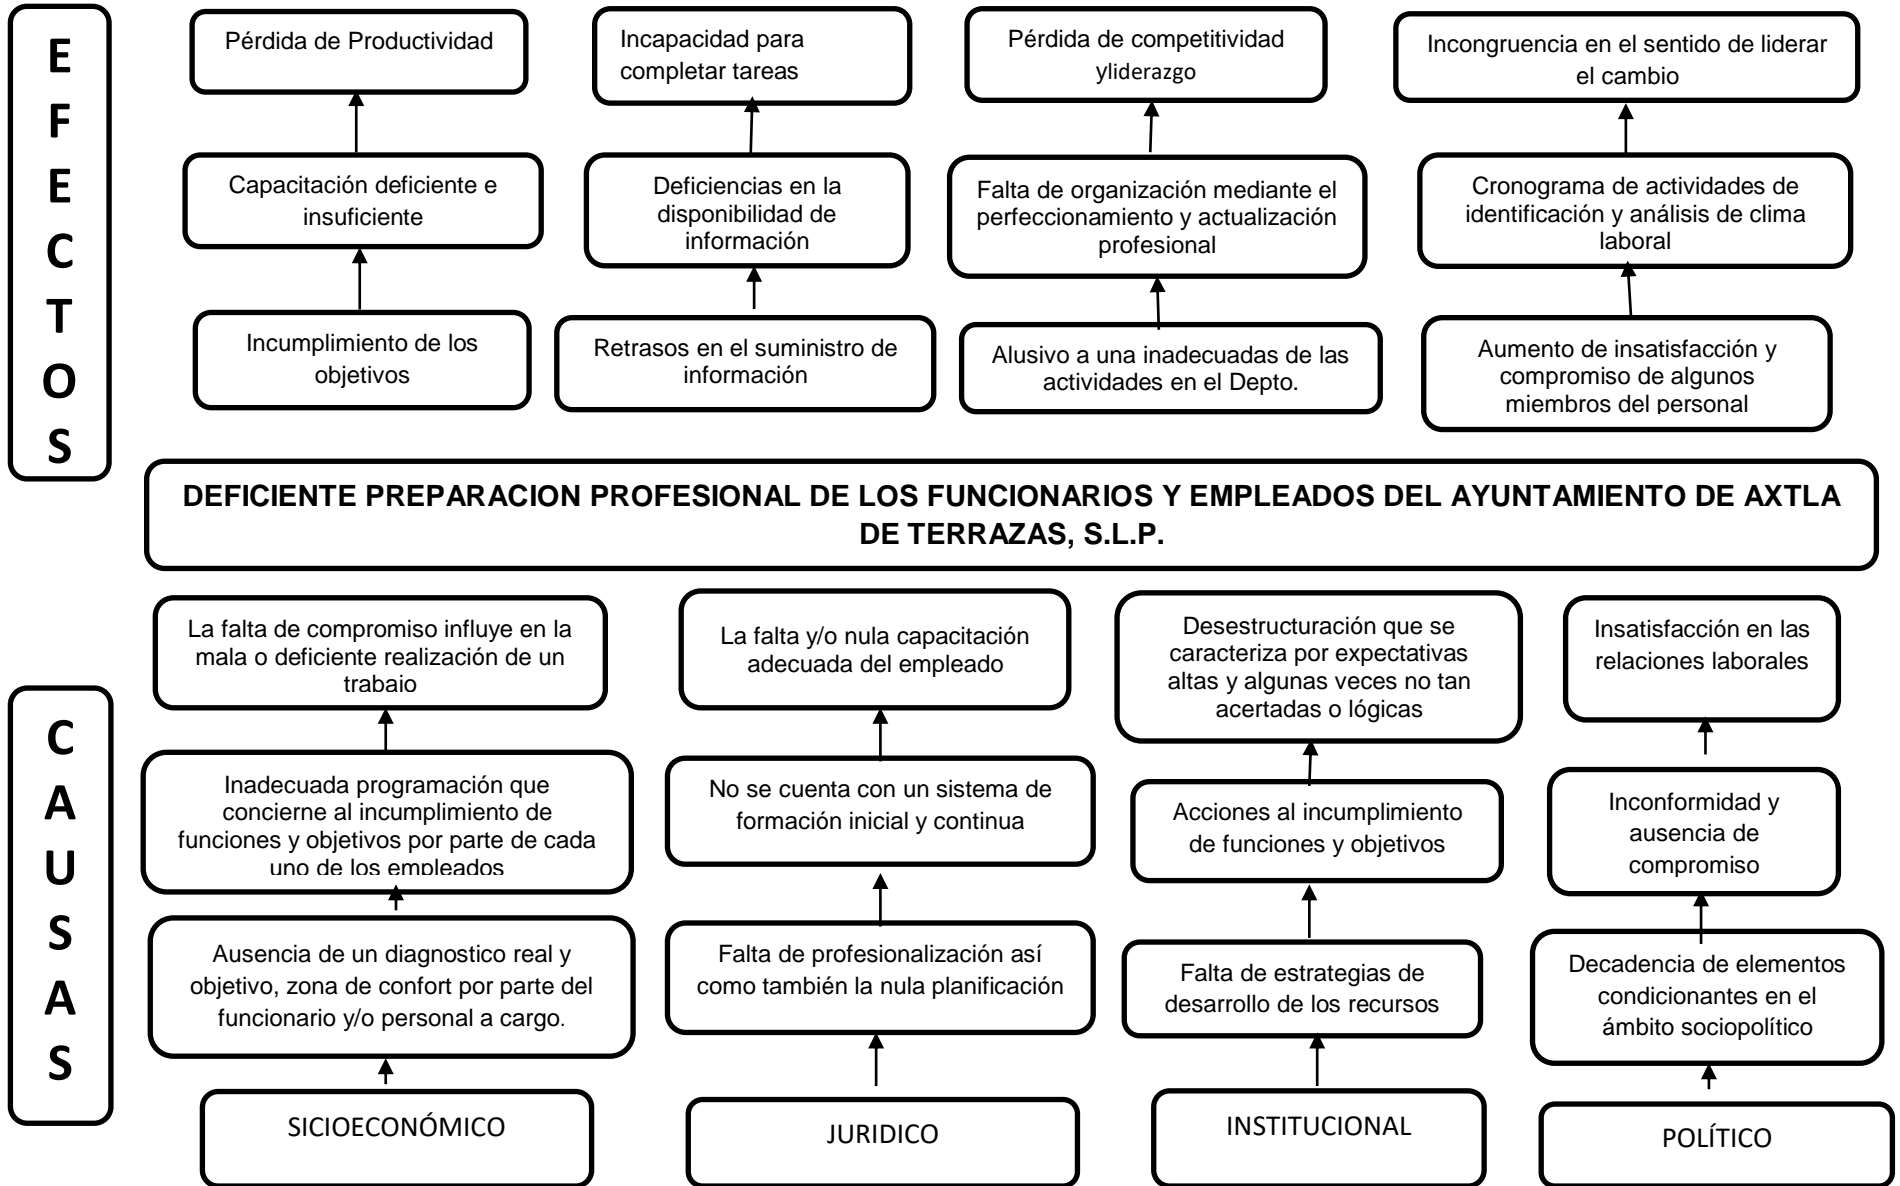 EFECTOS
Pérdida de Productividad
Incapacidad para
completar tareas
Pérdida de competitividad
yliderazgo
Incongruencia en el sentido de liderar
el cambio
Capacitación deficiente e
insuficiente
Deficiencias en la
disponibilidad de
información
Falta de organización mediante el
perfeccionamiento y actualización
profesional
Cronograma de actividades de
identificación y análisis de clima
laboral
Incumplimiento de los
objetivos
Retrasos en el suministro de
información
Alusivo a una inadecuadas de las
actividades en el Depto.
Aumento de insatisfacción y
compromiso de algunos
miembros del personal
DEFICIENTE PREPARACION PROFESIONAL DE LOS FUNCIONARIOS Y EMPLEADOS DEL AYUNTAMIENTO DE AXTLA
DE TERRAZAS, S.L.P.
CAUSAS
La falta de compromiso influye en la
mala o deficiente realización de un
trabajo
La falta y/o nula capacitación
adecuada del empleado
Desestructuración que se
caracteriza por expectativas
altas y algunas veces no tan
acertadas o lógicas
Insatisfacción en las
relaciones laborales
Inadecuada programación que
concierne al incumplimiento de
funciones y objetivos por parte de cada
uno de los empleados
No se cuenta con un sistema de
formación inicial y continua
Acciones al incumplimiento
de funciones y objetivos
Inconformidad y
ausencia de
compromiso
Ausencia de un diagnostico real y
objetivo, zona de confort por parte del
funcionario y/o personal a cargo.
Falta de profesionalización así
como también la nula planificación
Falta de estrategias de
desarrollo de los recursos
Decadencia de elementos
condicionantes en el
ámbito sociopolítico
SICIOECONÓMICO
JURIDICO
INSTITUCIONAL
POLÍTICO